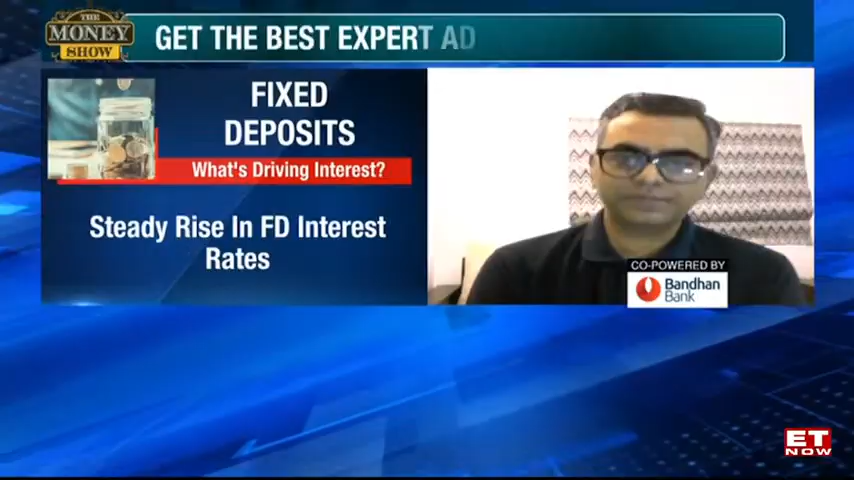 THE
MONEY
SHOW
GET THE BEST EXPERT AD
FIXED
DEPOSITS
What's Driving Interest?
Steady Rise In FD Interest
Rates
CO-POWERED BY
Bandhan
Bank
ET
NOW